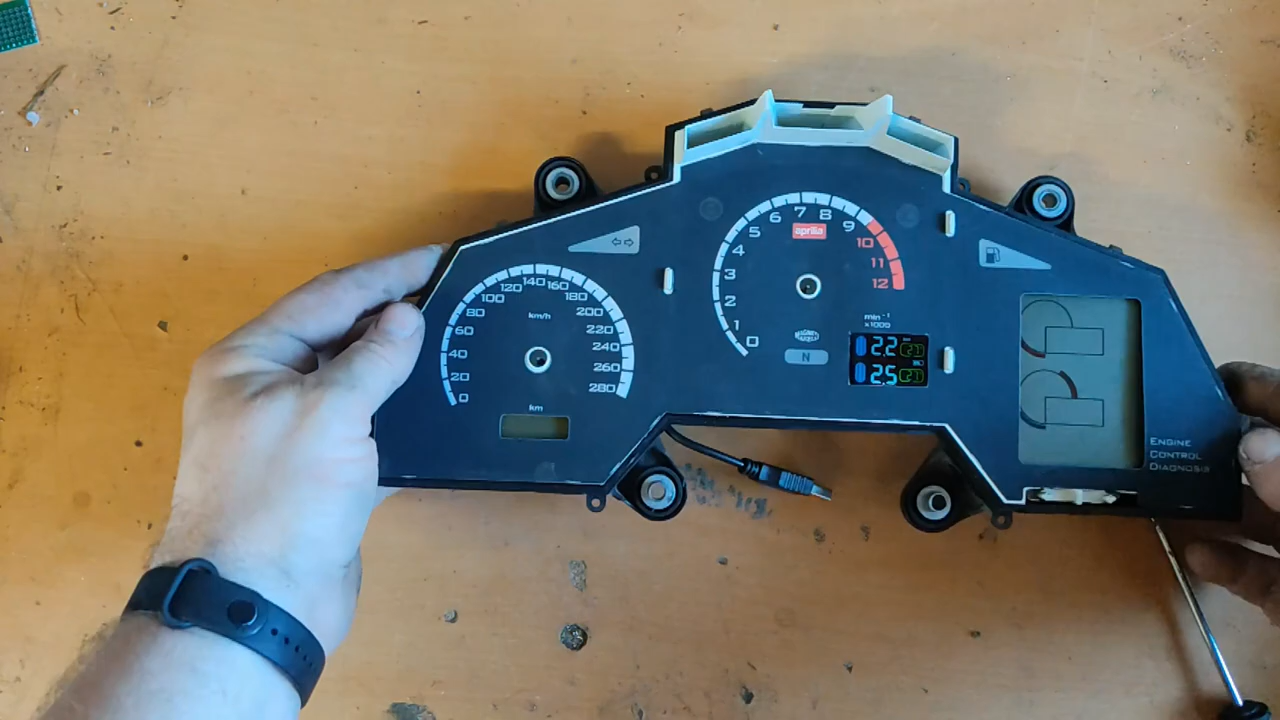 0
20
40
60
80
100
120
140
160
180
200
220
240
260
280
km/h
km
0
1
2
3
4
5
6
7
8
9
10
11
12
aprilia
min⁻¹
x1000
MAGNETI
MARELLI
N
2.2
2.5
ENGINE
CONTROL
DIAGNOSIS